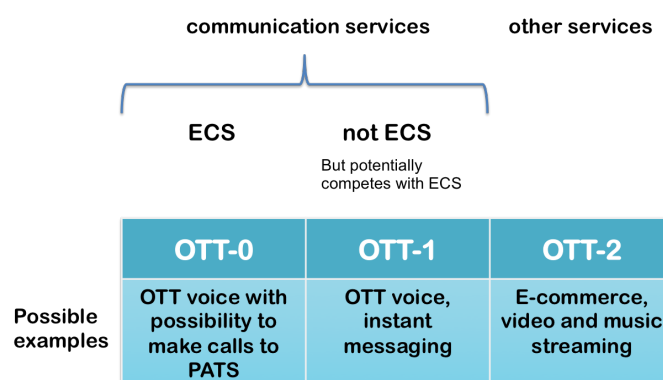 communication services
other services
ECS
not ECS
But potentially
competes with ECS
OTT-0
OTT-1
OTT-2
Possible
examples
OTT voice with
possibility to
make calls to
PATS
OTT voice,
instant
messaging
E-commerce,
video and music
streaming